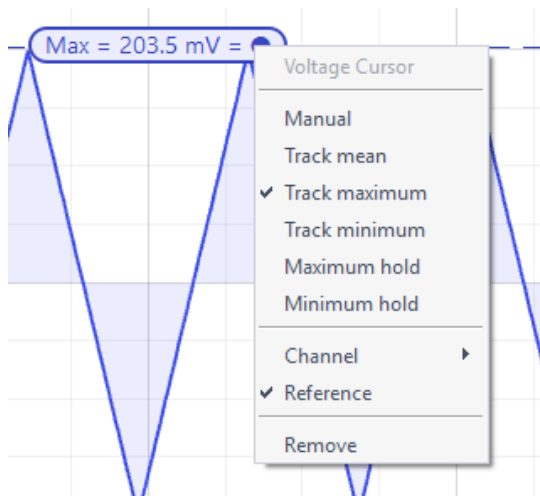 Max = 203.5 mV =
Voltage Cursor
Manual
Track mean
Track maximum
Track minimum
Maximum hold
Minimum hold
Channel
Reference
Remove